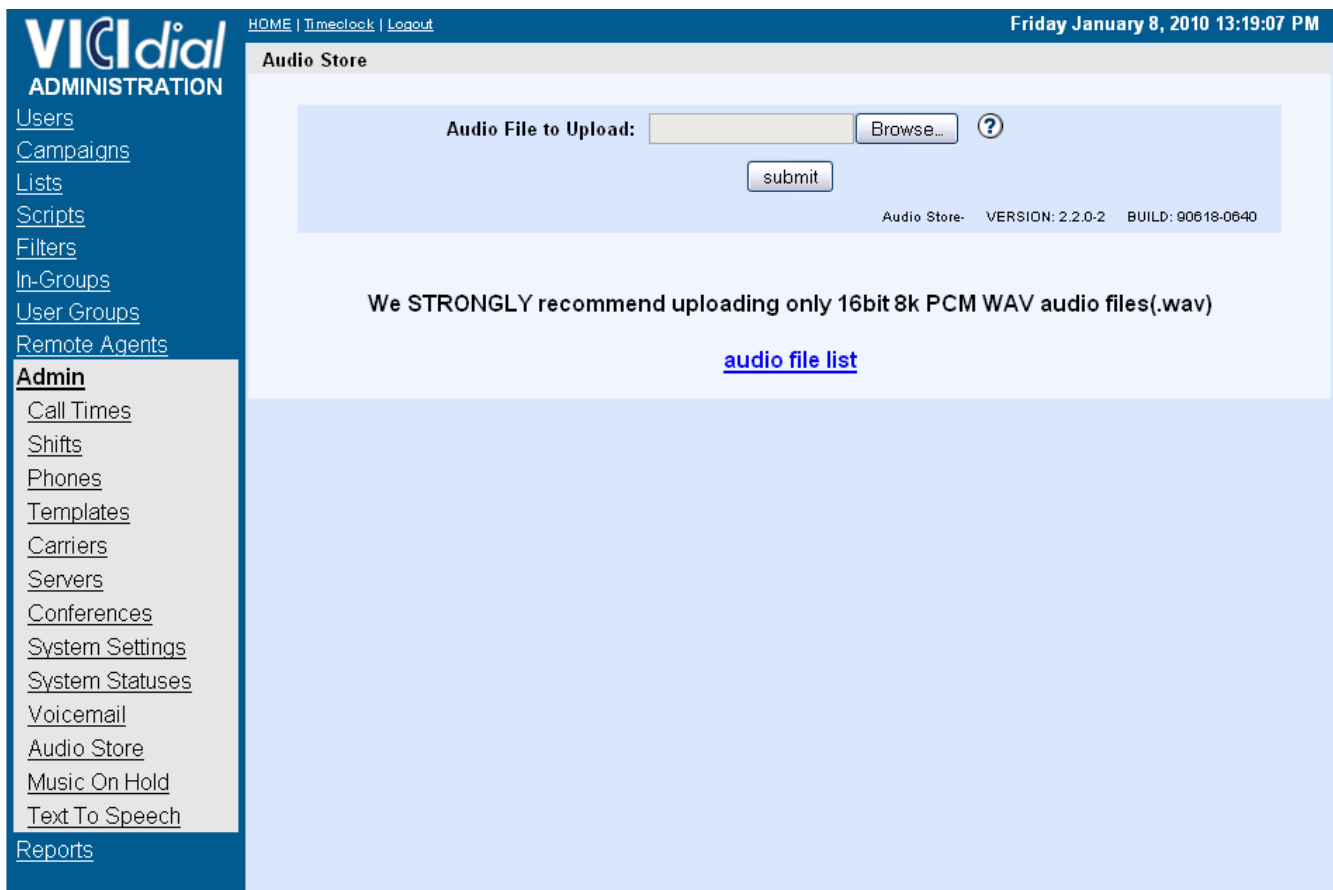 VICIdial
ADMINISTRATION
HOME | Timeclock | Logout
Friday January 8, 2010 13:19:07 PM
Audio Store
Users
Campaigns
Lists
Scripts
Filters
In-Groups
User Groups
Remote Agents
Admin
Call Times
Shifts
Phones
Templates
Carriers
Servers
Conferences
System Settings
System Statuses
Voicemail
Audio Store
Music On Hold
Text To Speech
Reports
Audio File to Upload: Browse... ?
submit
Audio Store- VERSION: 2.2.0-2 BUILD: 90618-0640
We STRONGLY recommend uploading only 16bit 8k PCM WAV audio files(.wav)
audio file list